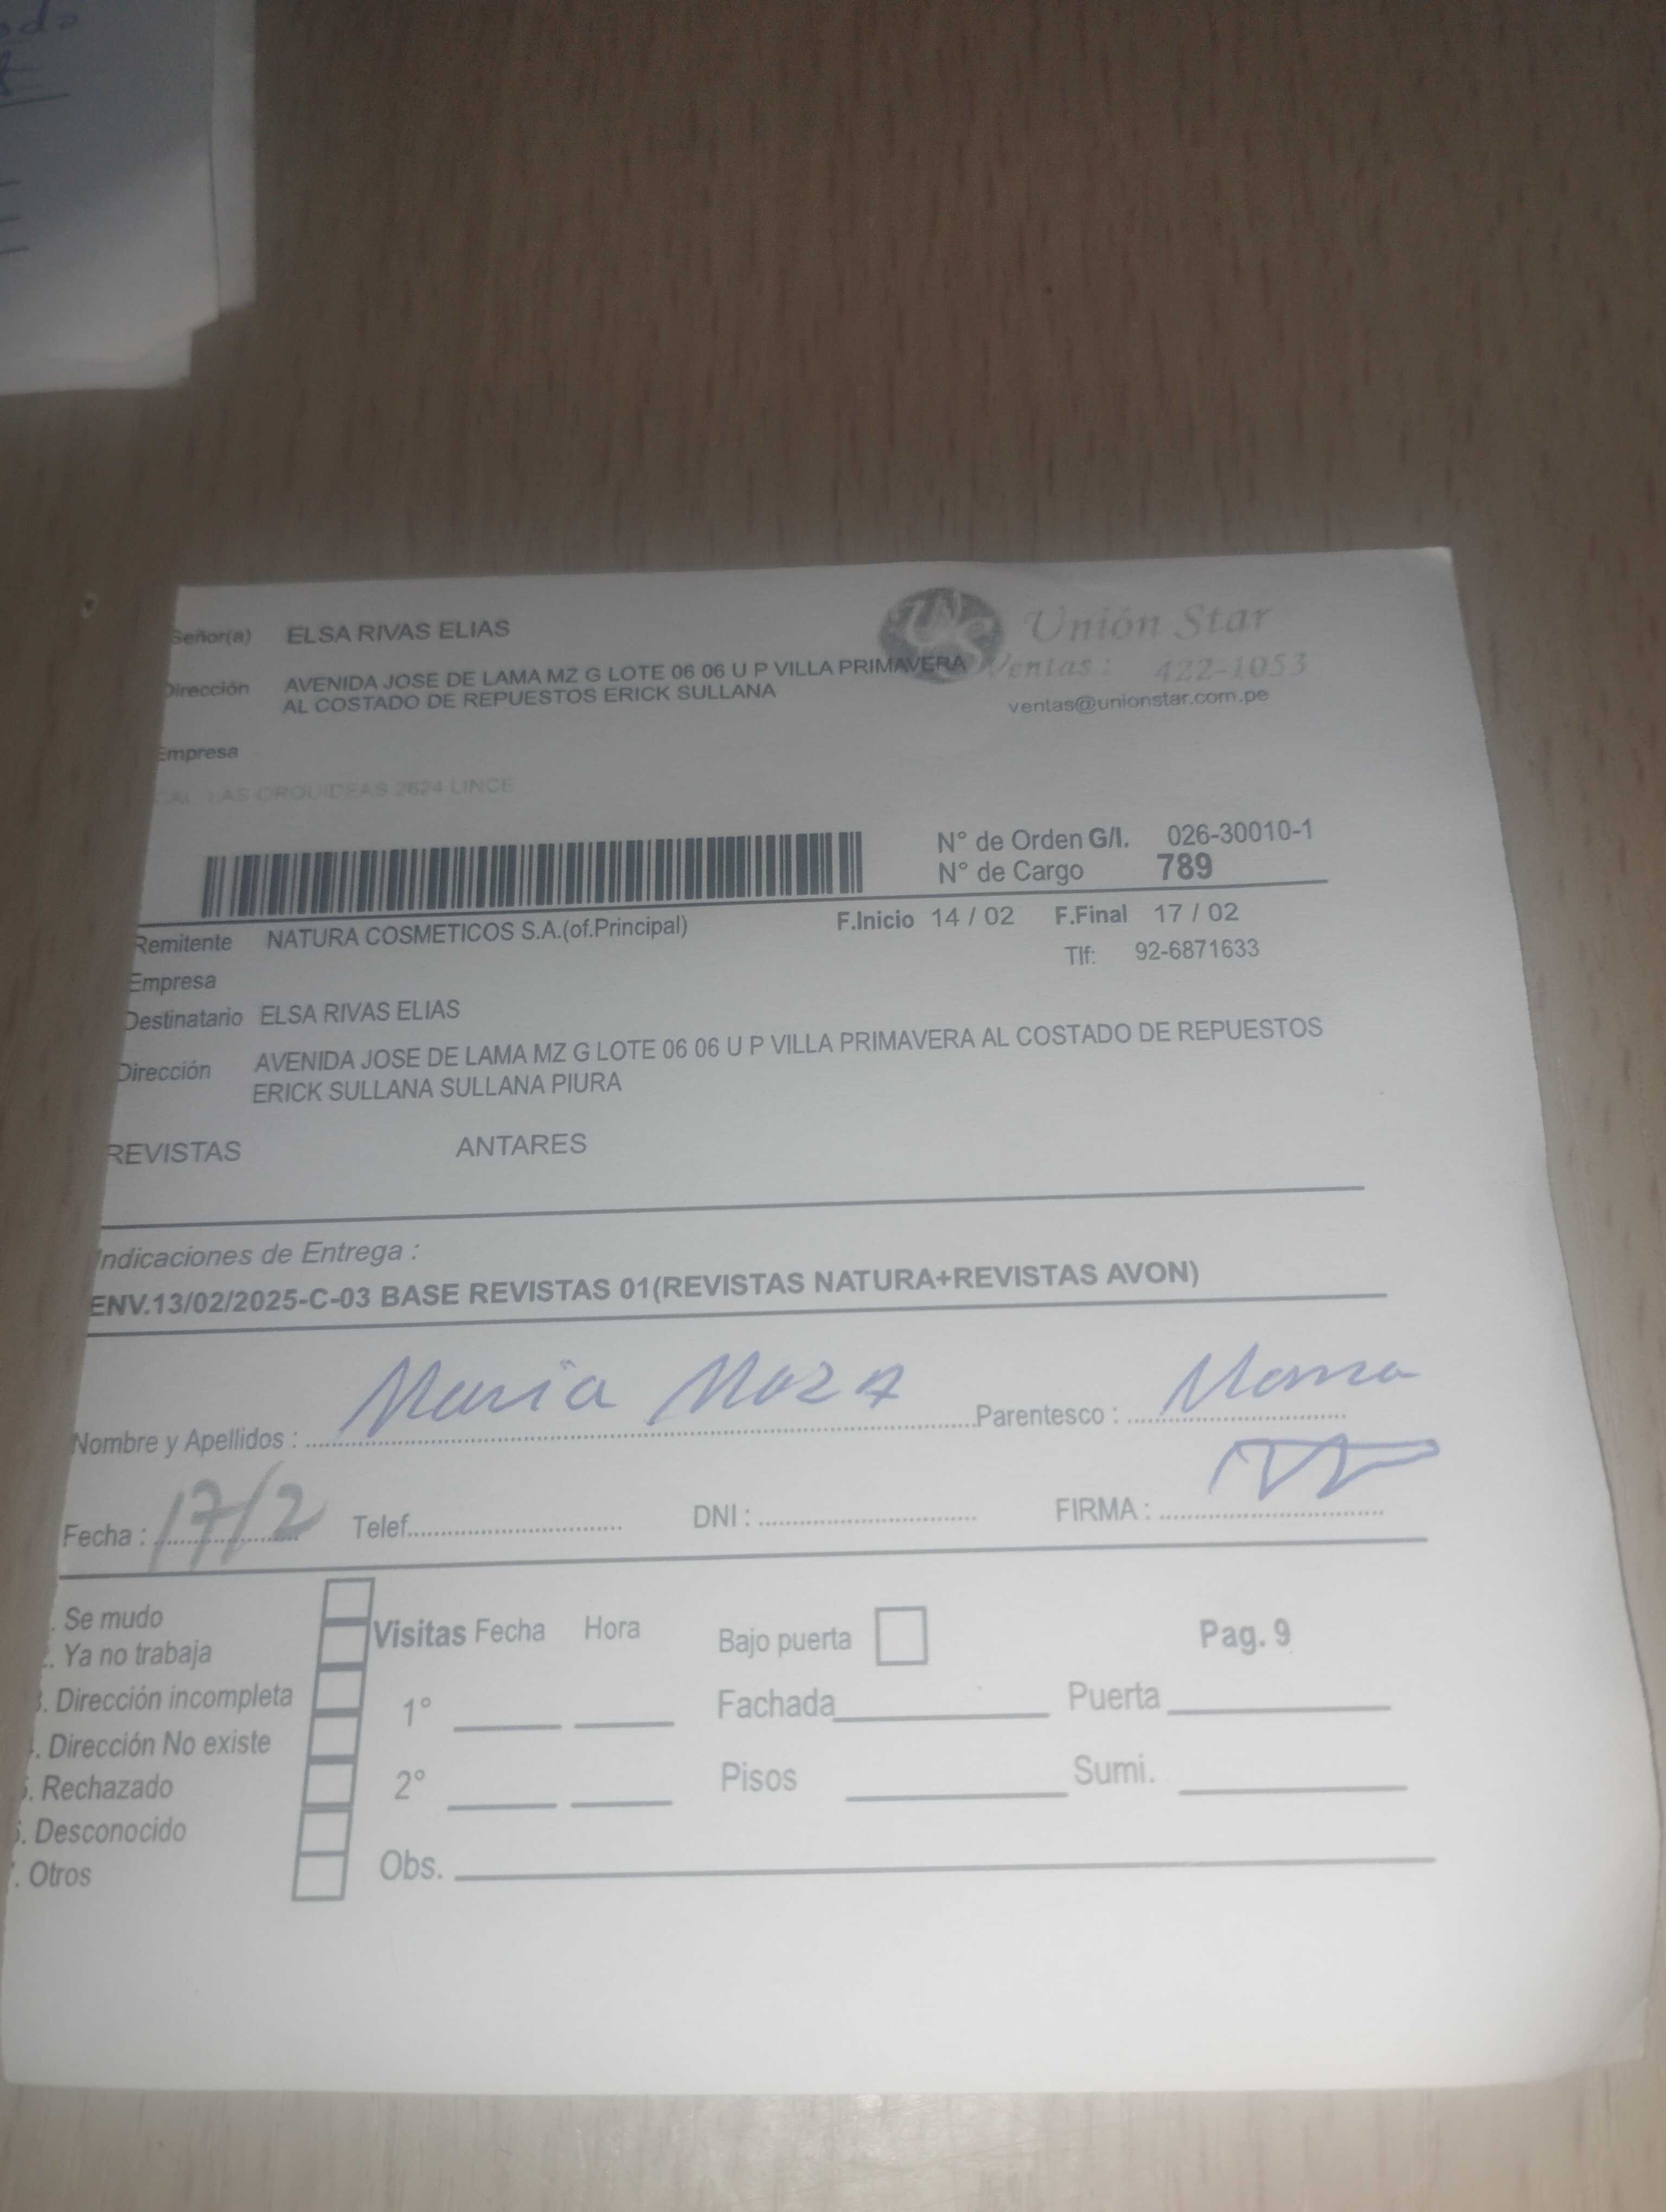 Señor(a) ELSA RIVAS ELIAS
Unión Star
Dirección AVENIDA JOSE DE LAMA MZ G LOTE 06 06 U P VILLA PRIMAVERA
AL COSTADO DE REPUESTOS ERICK SULLANA
Ventas : 422-1053
ventas@unionstar.com.pe
Empresa
CAL LAS ORQUIDEAS 2624 LINCE
N° de Orden G/I. 026-30010-1
N° de Cargo 789
Remitente NATURA COSMETICOS S.A.(of.Principal) F.Inicio 14 / 02 F.Final 17 / 02
Empresa Tlf: 92-6871633
Destinatario ELSA RIVAS ELIAS
Dirección AVENIDA JOSE DE LAMA MZ G LOTE 06 06 U P VILLA PRIMAVERA AL COSTADO DE REPUESTOS
ERICK SULLANA SULLANA PIURA
REVISTAS ANTARES
Indicaciones de Entrega :
ENV.13/02/2025-C-03 BASE REVISTAS 01(REVISTAS NATURA+REVISTAS AVON)
Nombre y Apellidos : Maria Parentesco :
Fecha : 17/2 Telef. DNI : FIRMA :
Se mudo
Visitas Fecha Hora Bajo puerta Pag. 9
. Ya no trabaja
. Dirección incompleta 1° Fachada Puerta
. Dirección No existe
. Rechazado 2° Pisos Sumi.
. Desconocido
. Otros Obs.